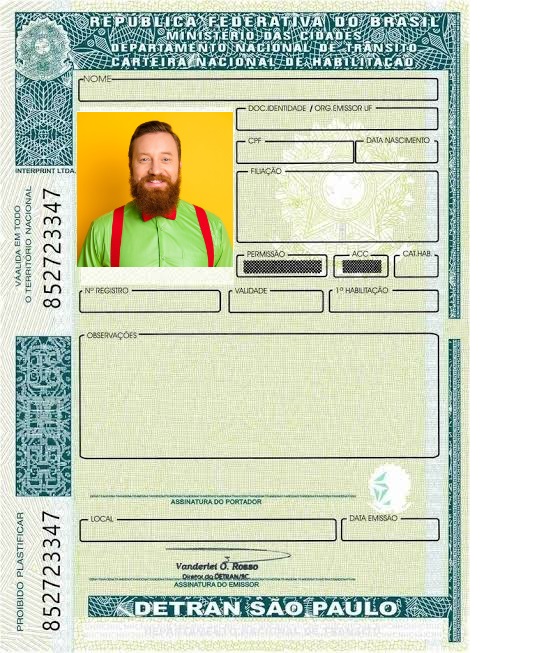 REPÚBLICA FEDERATIVA DO BRASIL
MINISTÉRIO DAS CIDADES
DEPARTAMENTO NACIONAL DE TRÂNSITO
CARTEIRA NACIONAL DE HABILITAÇÃO
NOME
DOC.IDENTIDADE / ORG.EMISSOR UF
CPF
DATA NASCIMENTO
INTERPRINT LTDA.
FILIAÇÃO
VÁALIDA EM TODO
O TERRITÓRIO NACIONAL
852723347
PERMISSÃO
ACC
CAT.HAB.
Nº REGISTRO
VALIDADE
1ª HABILITAÇÃO
OBSERVAÇÕES
ASSINATURA DO PORTADOR
PROIBIDO PLASTIFICAR
852723347
LOCAL
DATA EMISSÃO
Vanderlei O. Rosso
Diretor do DETRAN/RC
ASSINATURA DO EMISSOR
DETRAN SÃO PAULO
DEPARTAMENTO NACIONAL DE TRÂNSITO